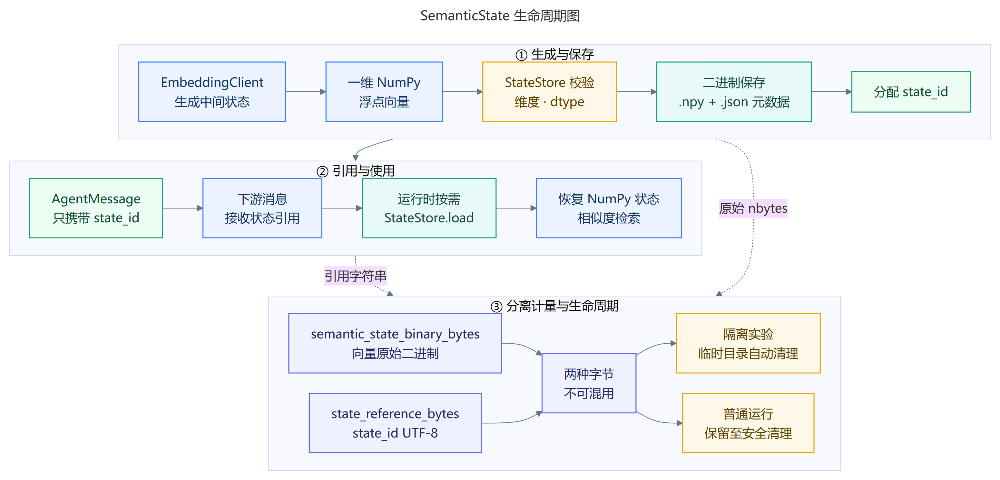 SemanticState 生命周期图
① 生成与保存
EmbeddingClient
生成中间状态
一维 NumPy
浮点向量
StateStore 校验
维度 · dtype
二进制保存
.npy + .json 元数据
分配 state_id
② 引用与使用
AgentMessage
只携带 state_id
下游消息
接收状态引用
运行时按需
StateStore.load
恢复 NumPy 状态
相似度检索
原始 nbytes
引用字符串
③ 分离计量与生命周期
semantic_state_binary_bytes
向量原始二进制
state_reference_bytes
state_id UTF-8
两种字节
不可混用
隔离实验
临时目录自动清理
普通运行
保留至安全清理